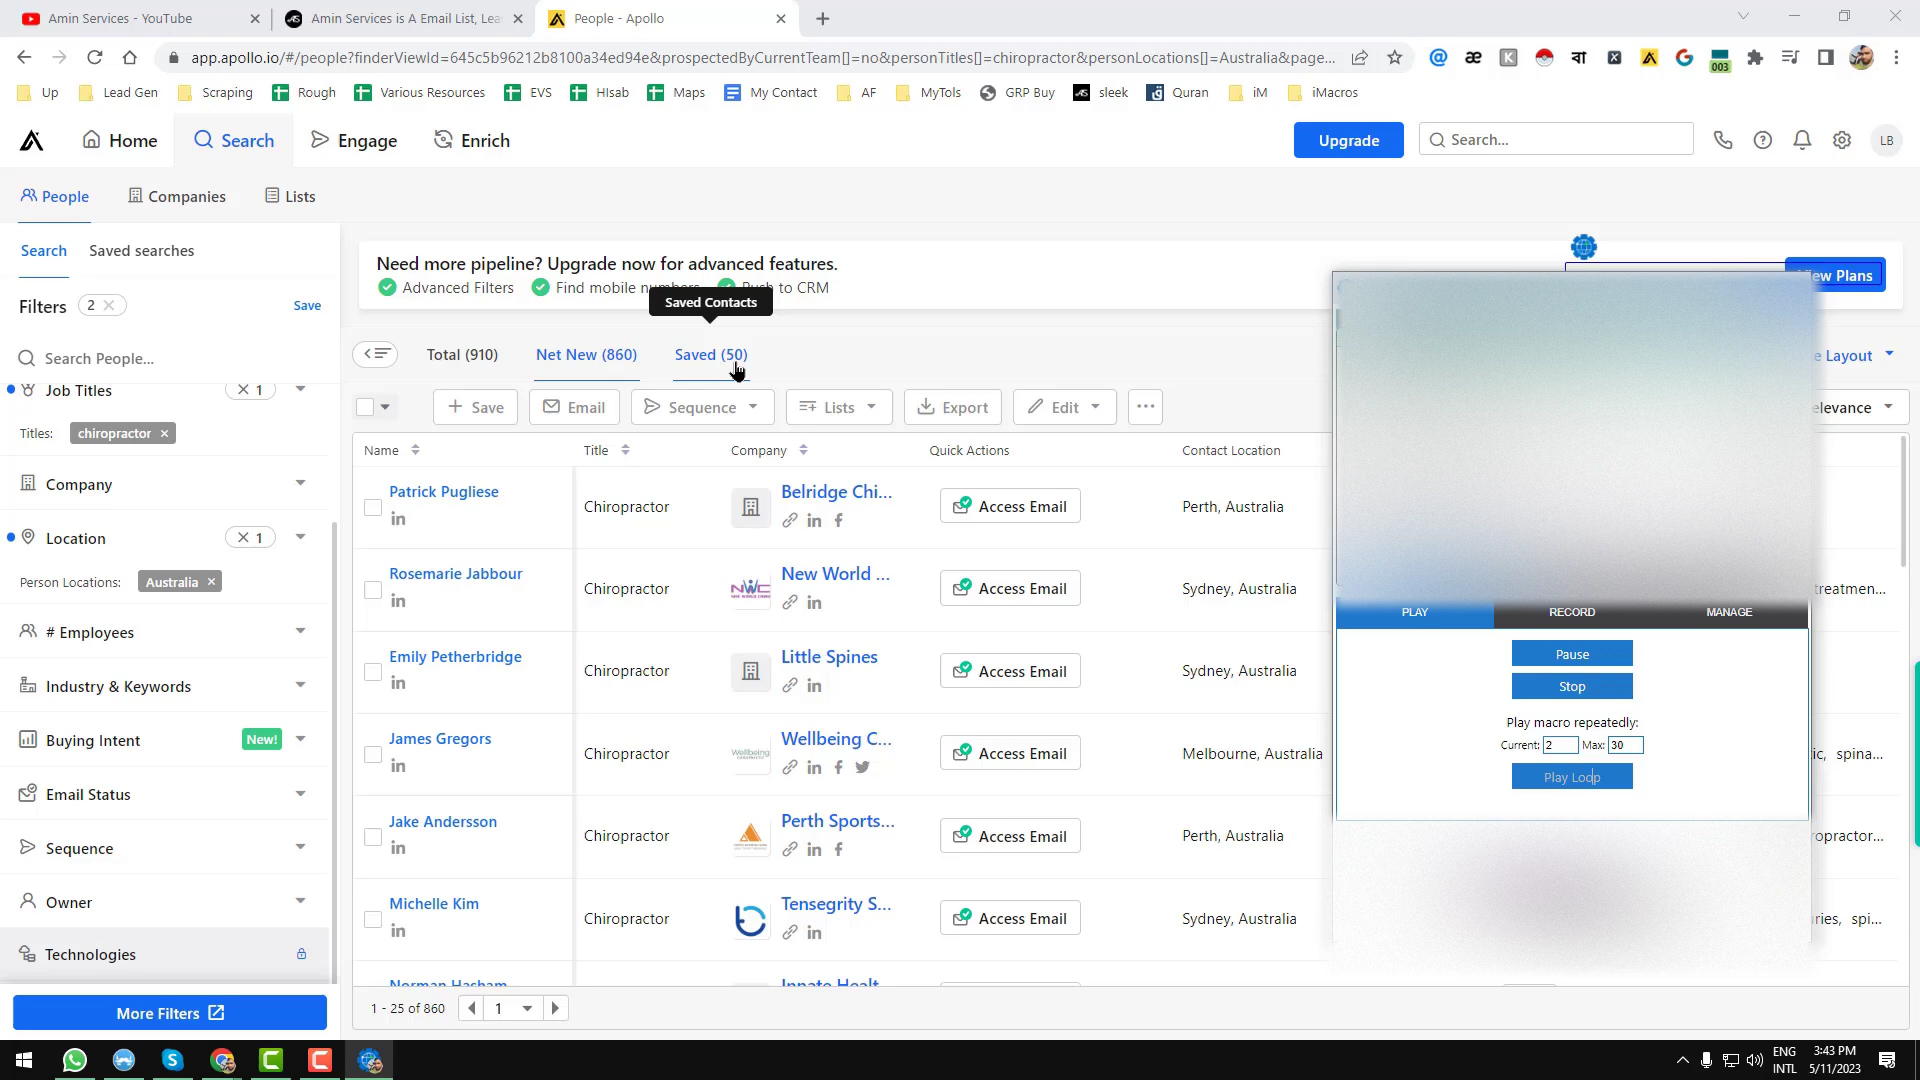 Amin Services - YouTube
Amin Services is A Email List, Lea
People - Apollo
app.apollo.io/#/people?finderViewId=645c5b96212b8100a34ed94e&prospectedByCurrentTeam[]=no&personTitles[]=chiropractor&personLocations[]=Australia&page...
003
Up
Lead Gen
Scraping
Rough
Various Resources
EVS
HIsab
Maps
My Contact
AF
MyTols
GRP Buy
sleek
Quran
iM
iMacros
Home
Search
Engage
Enrich
Upgrade
Search...
LB
People
Companies
Lists
Search
Saved searches
Need more pipeline? Upgrade now for advanced features.
Advanced Filters
Find mobile numbers
Push to CRM
View Plans
Saved Contacts
Filters
2
Save
Search People...
Total (910)
Net New (860)
Saved (50)
Layout
Save
Email
Sequence
Lists
Export
Edit
elevance
Job Titles
1
Titles:
chiropractor
Company
Location
1
Person Locations:
Australia
# Employees
Industry & Keywords
Buying Intent
New!
Email Status
Sequence
Owner
Technologies
More Filters
Name
Title
Company
Quick Actions
Contact Location
Patrick Pugliese
Chiropractor
Belridge Chi...
Access Email
Perth, Australia
Rosemarie Jabbour
Chiropractor
New World ...
Access Email
Sydney, Australia
treatmen...
Emily Petherbridge
Chiropractor
Little Spines
Access Email
Sydney, Australia
James Gregors
Chiropractor
Wellbeing C...
Access Email
Melbourne, Australia
ic, spina...
Jake Andersson
Chiropractor
Perth Sports...
Access Email
Perth, Australia
ropractor...
Michelle Kim
Chiropractor
Tensegrity S...
Access Email
Sydney, Australia
ries, spi...
Norman Hasham
Innate Healt
1 - 25 of 860
1
PLAY
RECORD
MANAGE
Pause
Stop
Play macro repeatedly:
Current: 2 Max: 30
Play Loop
ENG
INTL
3:43 PM
5/11/2023